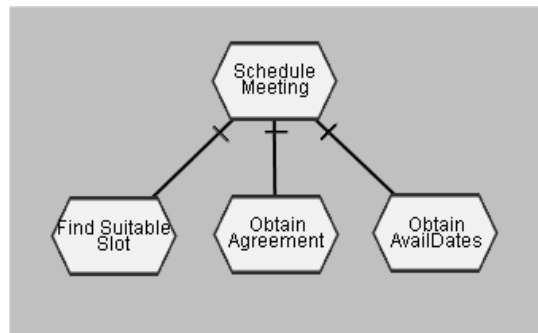 Schedule
Meeting
Find Suitable
Slot
Obtain
Agreement
Obtain
AvailDates